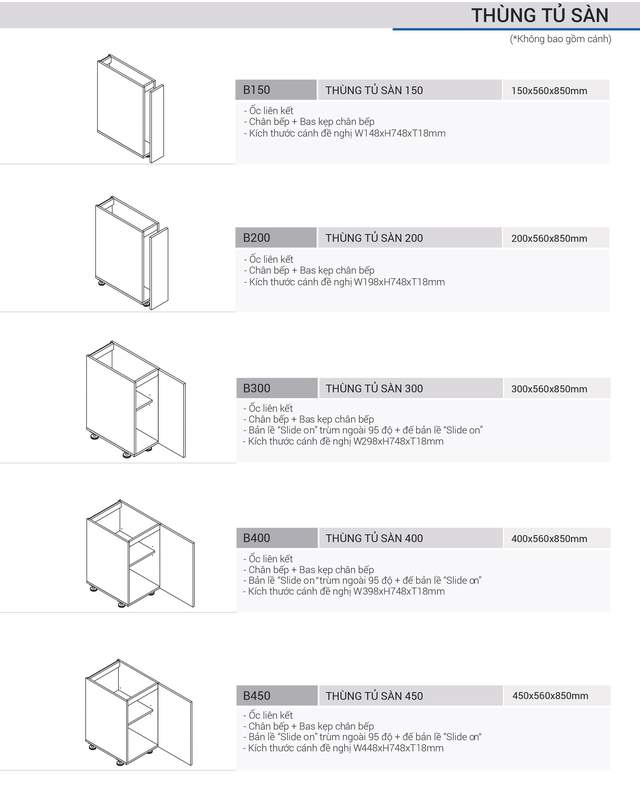 THÙNG TỦ SÀN
(*Không bao gồm cánh)
B150 THÙNG TỦ SÀN 150 150x560x850mm
- Ốc liên kết
- Chân bếp + Bas kẹp chân bếp
- Kích thước cánh đề nghị W148xH748xT18mm
B200 THÙNG TỦ SÀN 200 200x560x850mm
- Ốc liên kết
- Chân bếp + Bas kẹp chân bếp
- Kích thước cánh đề nghị W198xH748xT18mm
B300 THÙNG TỦ SÀN 300 300x560x850mm
- Ốc liên kết
- Chân bếp + Bas kẹp chân bếp
- Bản lề “Slide on” trùm ngoài 95 độ + đế bản lề “Slide on”
- Kích thước cánh đề nghị W298xH748xT18mm
B400 THÙNG TỦ SÀN 400 400x560x850mm
- Ốc liên kết
- Chân bếp + Bas kẹp chân bếp
- Bản lề “Slide on“trùm ngoài 95 độ + đế bản lề “Slide on”
- Kích thước cánh đề nghị W398xH748xT18mm
B450 THÙNG TỦ SÀN 450 450x560x850mm
- Ốc liên kết
- Chân bếp + Bas kẹp chân bếp
- Bản lề “Slide on” trùm ngoài 95 độ + đế bản lề “Slide on“
- Kích thước cánh đề nghị W448xH748xT18mm